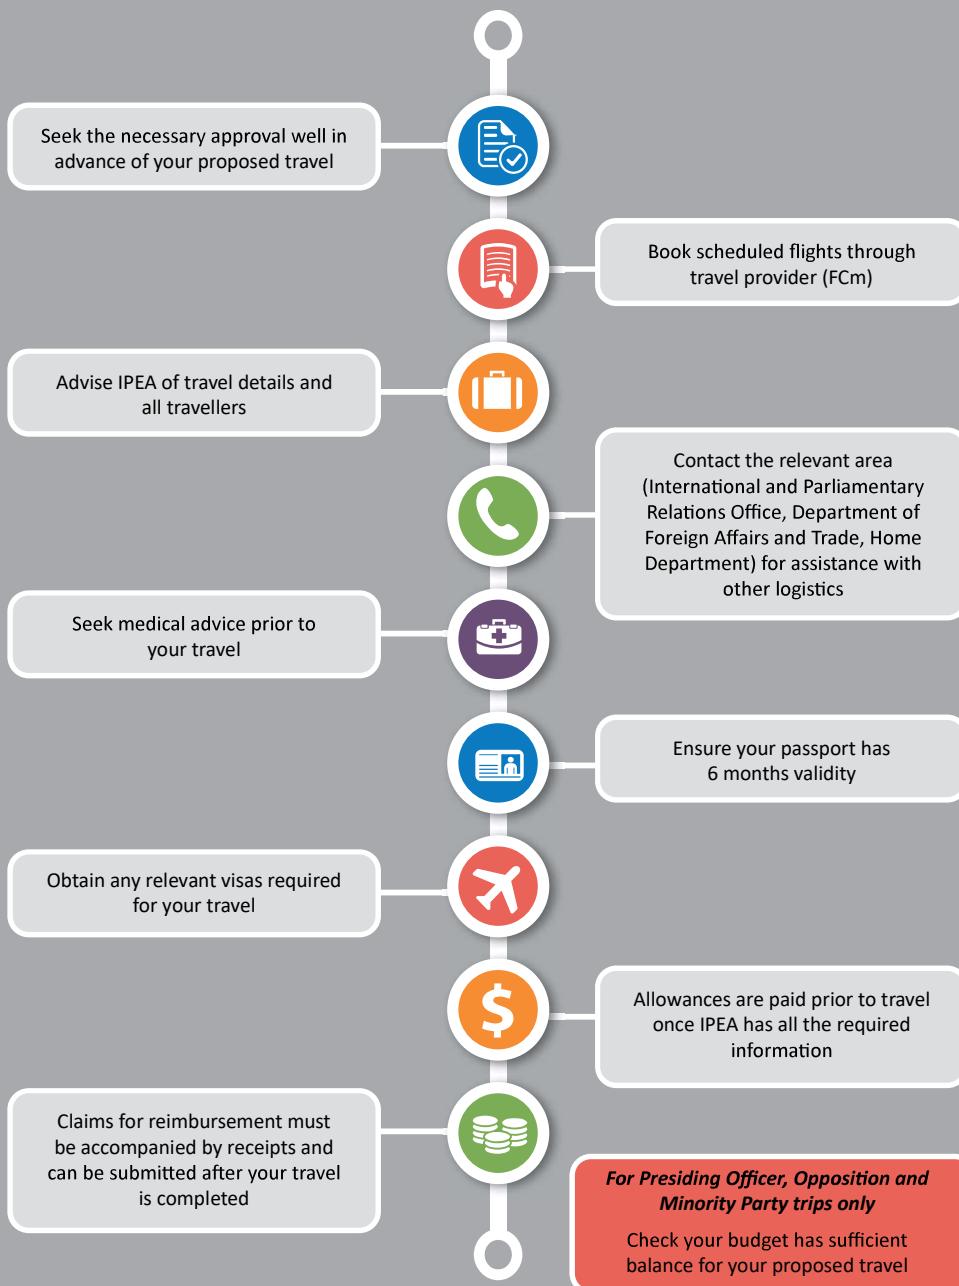 Seek the necessary approval well in
advance of your proposed travel
Book scheduled flights through
travel provider (FCm)
Advise IPEA of travel details and
all travellers
Contact the relevant area
(International and Parliamentary
Relations Office, Department of
Foreign Affairs and Trade, Home
Department) for assistance with
other logistics
Seek medical advice prior to
your travel
Ensure your passport has
6 months validity
Obtain any relevant visas required
for your travel
$
Allowances are paid prior to travel
once IPEA has all the required
information
Claims for reimbursement must
be accompanied by receipts and
can be submitted after your travel
is completed
For Presiding Officer, Opposition and
Minority Party trips only
Check your budget has sufficient
balance for your proposed travel